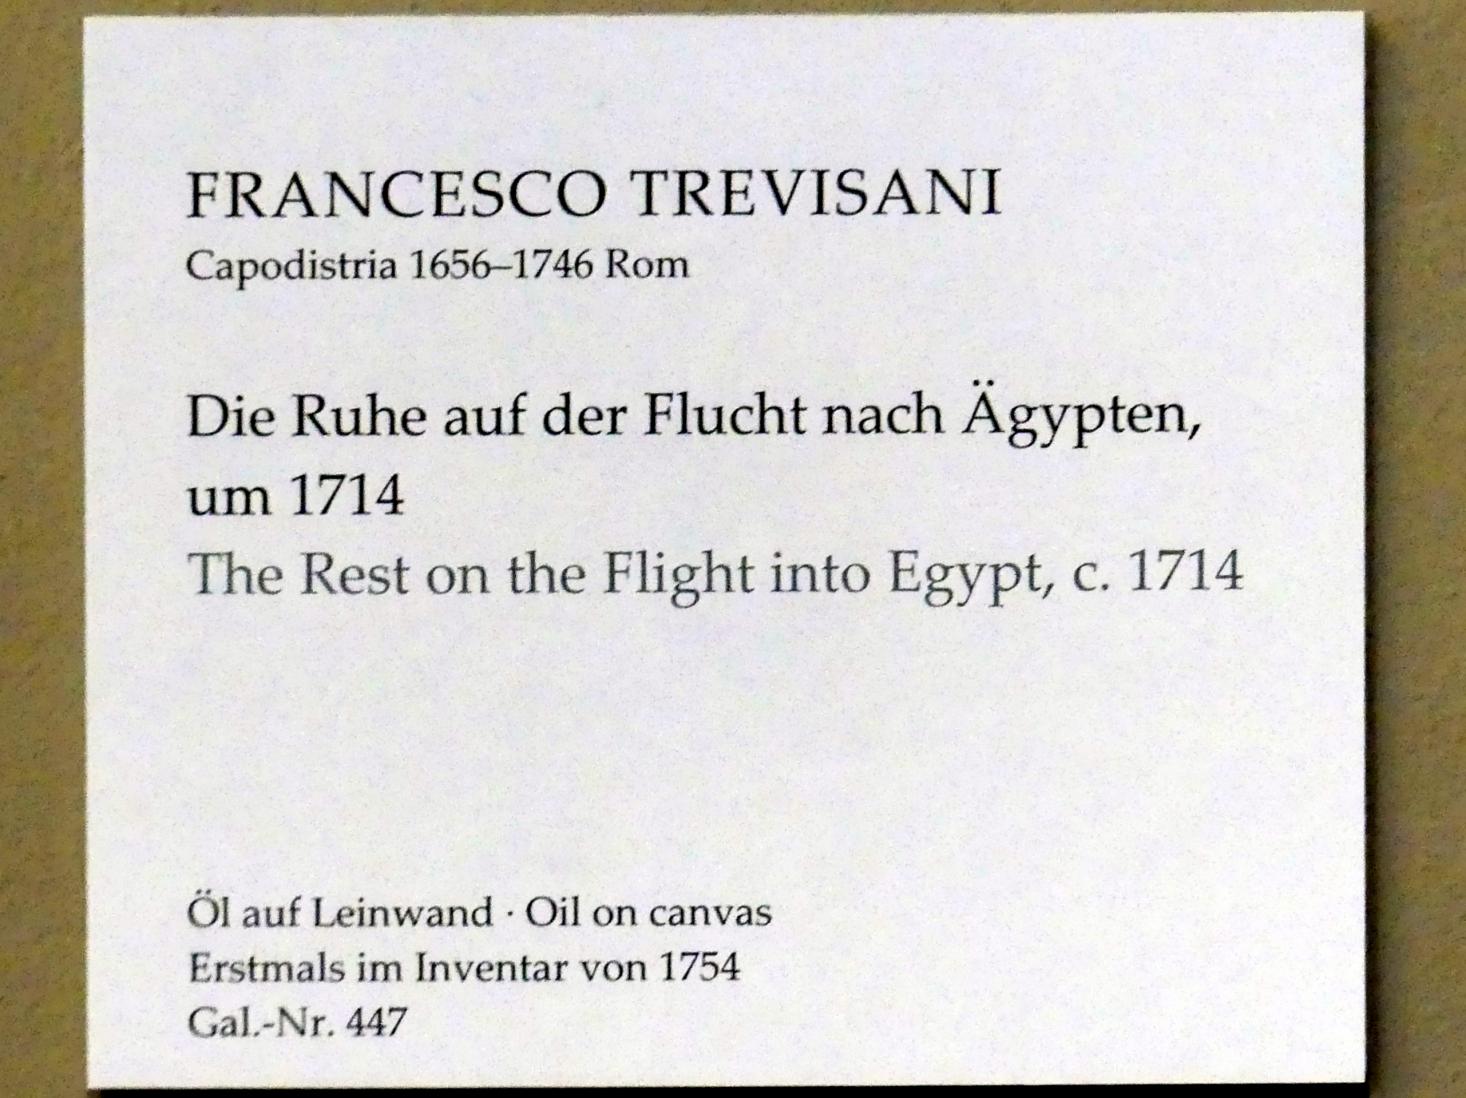 FRANCESCO TREVISANI
Capodistria 1656–1746 Rom
Die Ruhe auf der Flucht nach Ägypten,
um 1714
The Rest on the Flight into Egypt, c. 1714
Öl auf Leinwand · Oil on canvas
Erstmals im Inventar von 1754
Gal.-Nr. 447